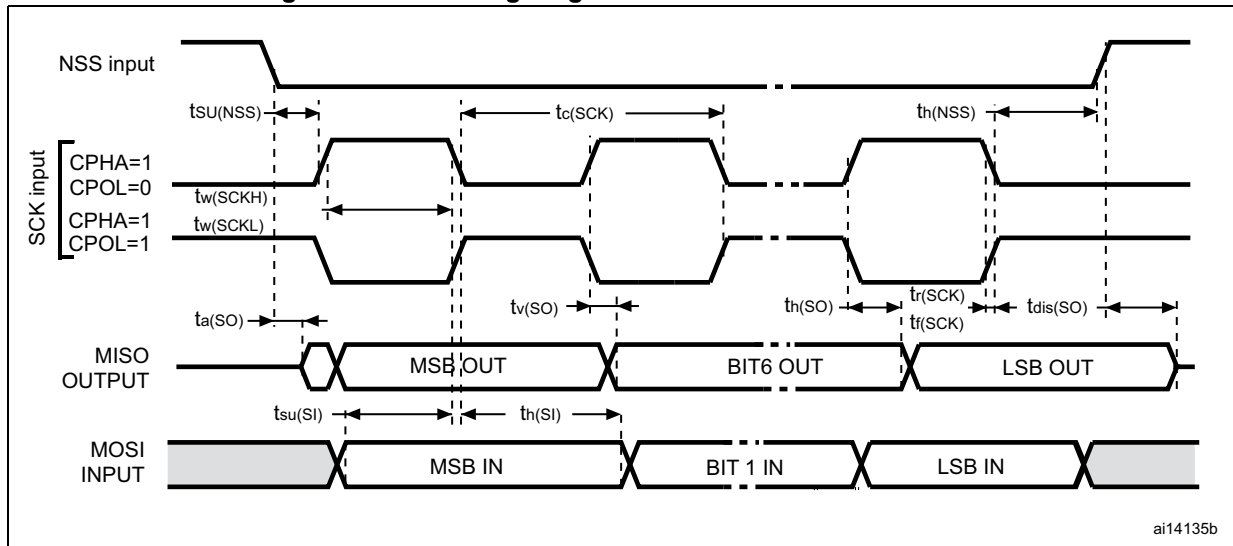 NSS input
tSU(NSS)
tc(SCK)
th(NSS)
SCK input
CPHA=1
CPOL=0
tw(SCKH)
CPHA=1
tw(SCKL)
CPOL=1
ta(SO)
tv(SO)
th(SO)
tr(SCK)
tf(SCK)
tdis(SO)
MISO
OUTPUT
MSB OUT
BIT6 OUT
LSB OUT
tsu(SI)
th(SI)
MOSI
INPUT
MSB IN
BIT 1 IN
LSB IN
ai14135b